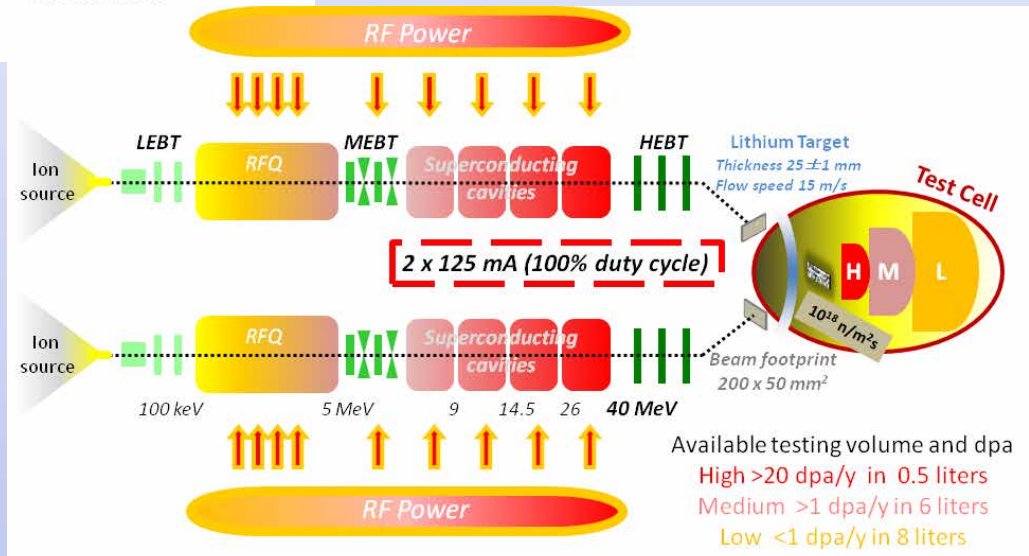 RF Power
LEBT
MEBT
HEBT
Ion
source
RFQ
Superconducting
cavities
Lithium Target
Thickness 25±1 mm
Flow speed 15 m/s
Test Cell
2 x 125 mA (100% duty cycle)
H
M
L
10¹⁸ n/m²s
Ion
source
RFQ
Superconducting
cavities
Beam footprint
200 x 50 mm²
100 keV
5 MeV
9
14.5
26
40 MeV
RF Power
Available testing volume and dpa
High >20 dpa/y in 0.5 liters
Medium >1 dpa/y in 6 liters
Low <1 dpa/y in 8 liters